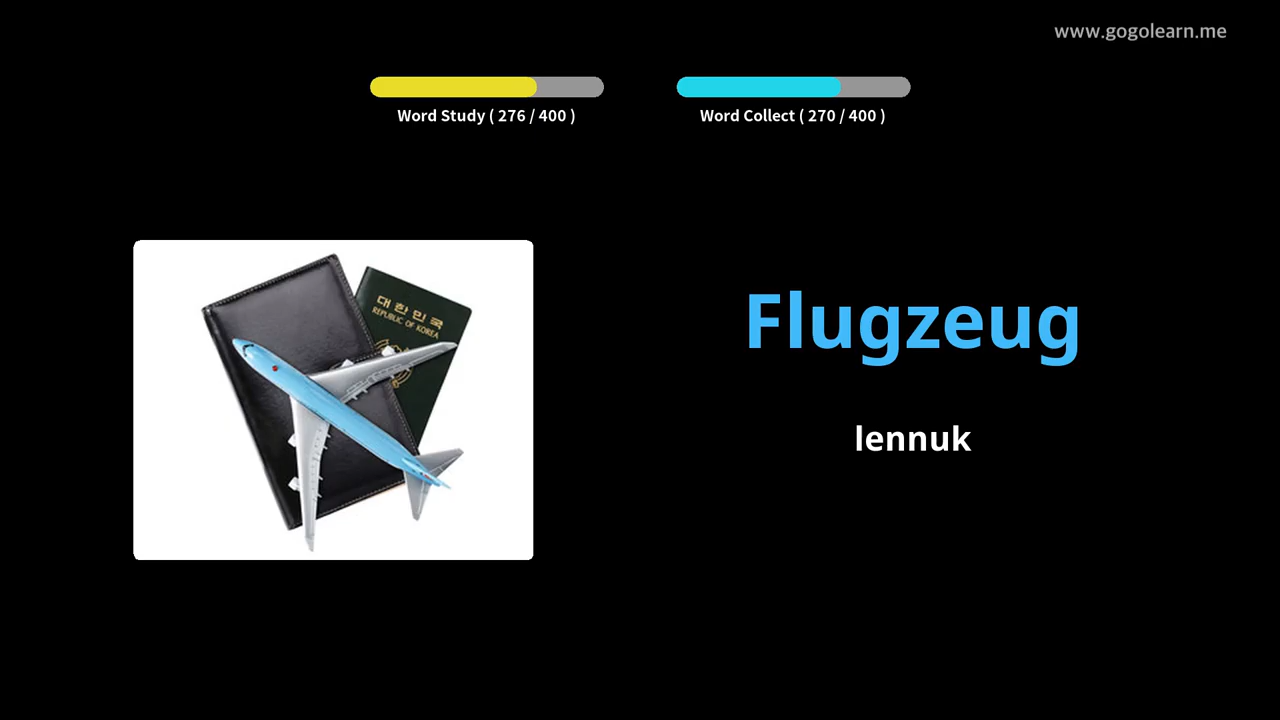 www.gogolearn.me
Word Study ( 276 / 400 )
Word Collect ( 270 / 400 )
대한민국
REPUBLIC OF KOREA
Flugzeug
lennuk